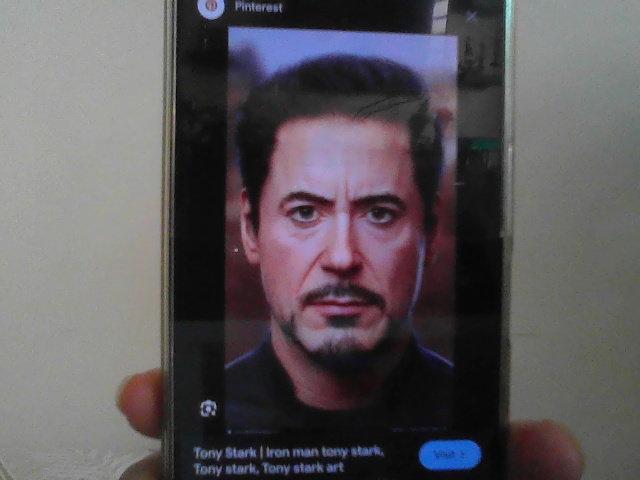 Pinterest
Tony Stark | Iron man tony stark,
Tony stark, Tony stark art
Visit